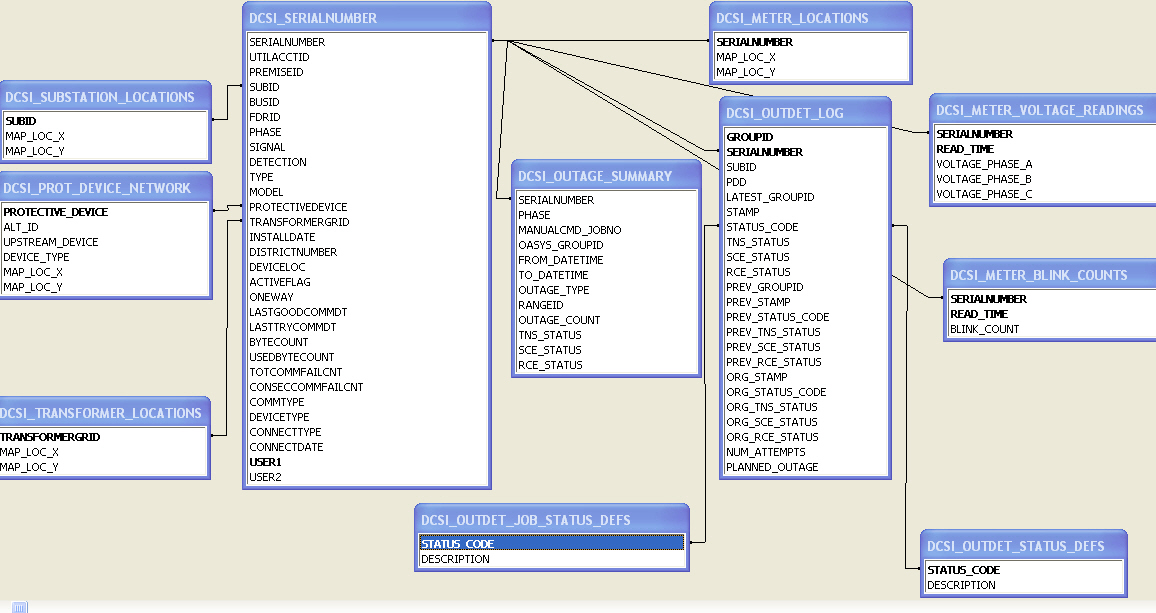 DCSI_SERIALNUMBER
SERIALNUMBER
UTILACCTID
PREMISEID
SUBID
BUSID
FDRID
PHASE
SIGNAL
DETECTION
TYPE
MODEL
PROTECTIVEDEVICE
TRANSFORMERGRID
INSTALLDATE
DISTRICTNUMBER
DEVICELOC
ACTIVEFLAG
ONEWAY
LASTGOODCOMMDT
LASTTRYCOMMDT
BYTECOUNT
USEDBYTECOUNT
TOTCOMMFAILCNT
CONSECCOMMFAILCNT
COMMTYPE
DEVICETYPE
CONNECTTYPE
CONNECTDATE
USER1
USER2
DCSI_METER_LOCATIONS
SERIALNUMBER
MAP_LOC_X
MAP_LOC_Y
DCSI_SUBSTATION_LOCATIONS
SUBID
MAP_LOC_X
MAP_LOC_Y
DCSI_PROT_DEVICE_NETWORK
PROTECTIVE_DEVICE
ALT_ID
UPSTREAM_DEVICE
DEVICE_TYPE
MAP_LOC_X
MAP_LOC_Y
DCSI_TRANSFORMER_LOCATIONS
TRANSFORMERGRID
MAP_LOC_X
MAP_LOC_Y
DCSI_OUTAGE_SUMMARY
SERIALNUMBER
PHASE
MANUALCMD_JOBNO
OASYS_GROUPID
FROM_DATETIME
TO_DATETIME
OUTAGE_TYPE
RANGEID
OUTAGE_COUNT
TNS_STATUS
SCE_STATUS
RCE_STATUS
DCSI_OUTDET_LOG
GROUPID
SERIALNUMBER
SUBID
PDD
LATEST_GROUPID
STAMP
STATUS_CODE
TNS_STATUS
SCE_STATUS
RCE_STATUS
PREV_GROUPID
PREV_STAMP
PREV_STATUS_CODE
PREV_TNS_STATUS
PREV_SCE_STATUS
PREV_RCE_STATUS
ORG_STAMP
ORG_STATUS_CODE
ORG_TNS_STATUS
ORG_SCE_STATUS
ORG_RCE_STATUS
NUM_ATTEMPTS
PLANNED_OUTAGE
DCSI_METER_VOLTAGE_READINGS
SERIALNUMBER
READ_TIME
VOLTAGE_PHASE_A
VOLTAGE_PHASE_B
VOLTAGE_PHASE_C
DCSI_METER_BLINK_COUNTS
SERIALNUMBER
READ_TIME
BLINK_COUNT
DCSI_OUTDET_JOB_STATUS_DEFS
STATUS_CODE
DESCRIPTION
DCSI_OUTDET_STATUS_DEFS
STATUS_CODE
DESCRIPTION